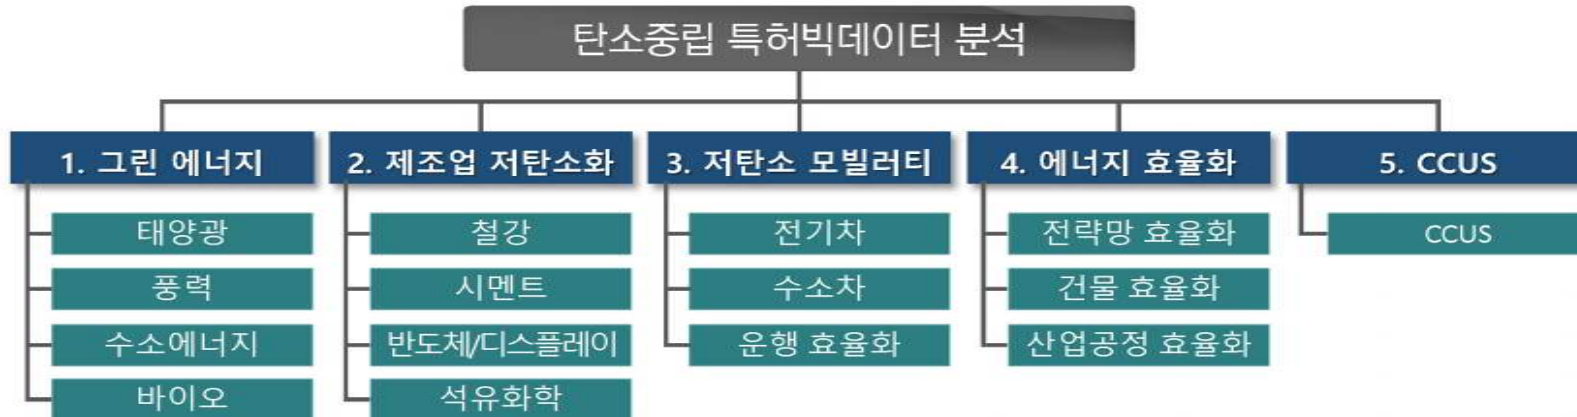 탄소중립 특허빅데이터 분석
1. 그린 에너지
태양광
풍력
수소에너지
바이오
2. 제조업 저탄소화
철강
시멘트
반도체/디스플레이
석유화학
3. 저탄소 모빌러티
전기차
수소차
운행 효율화
4. 에너지 효율화
전략망 효율화
건물 효율화
산업공정 효율화
5. CCUS
CCUS